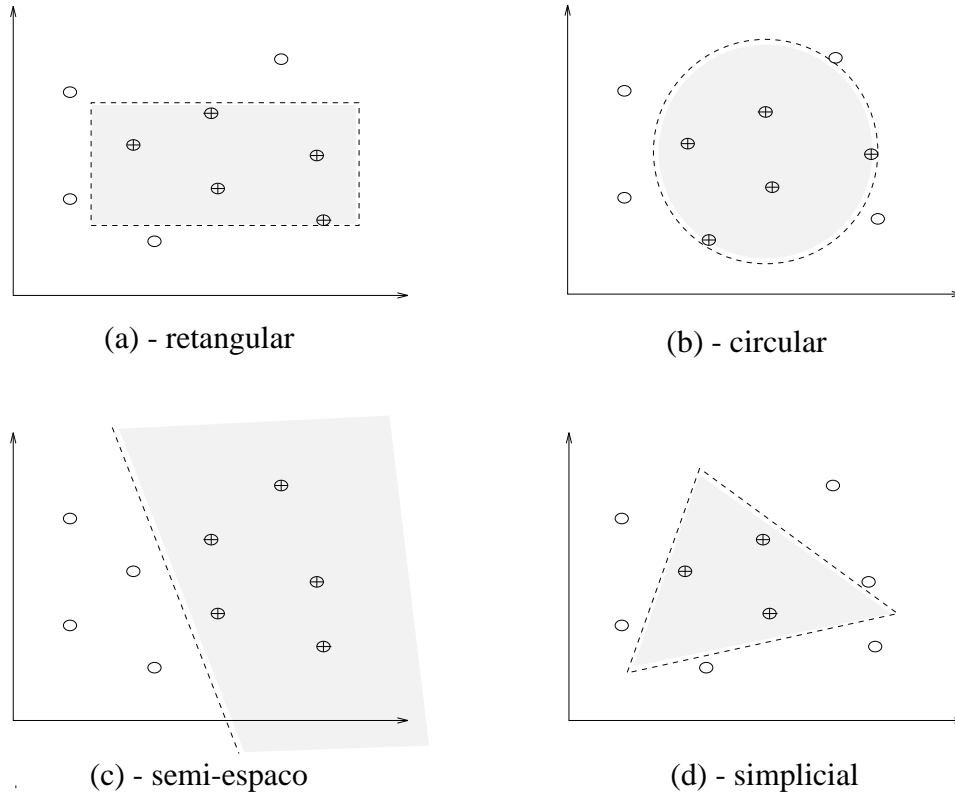 (a) - retangular
(b) - circular
(c) - semi-espaco
(d) - simplicial